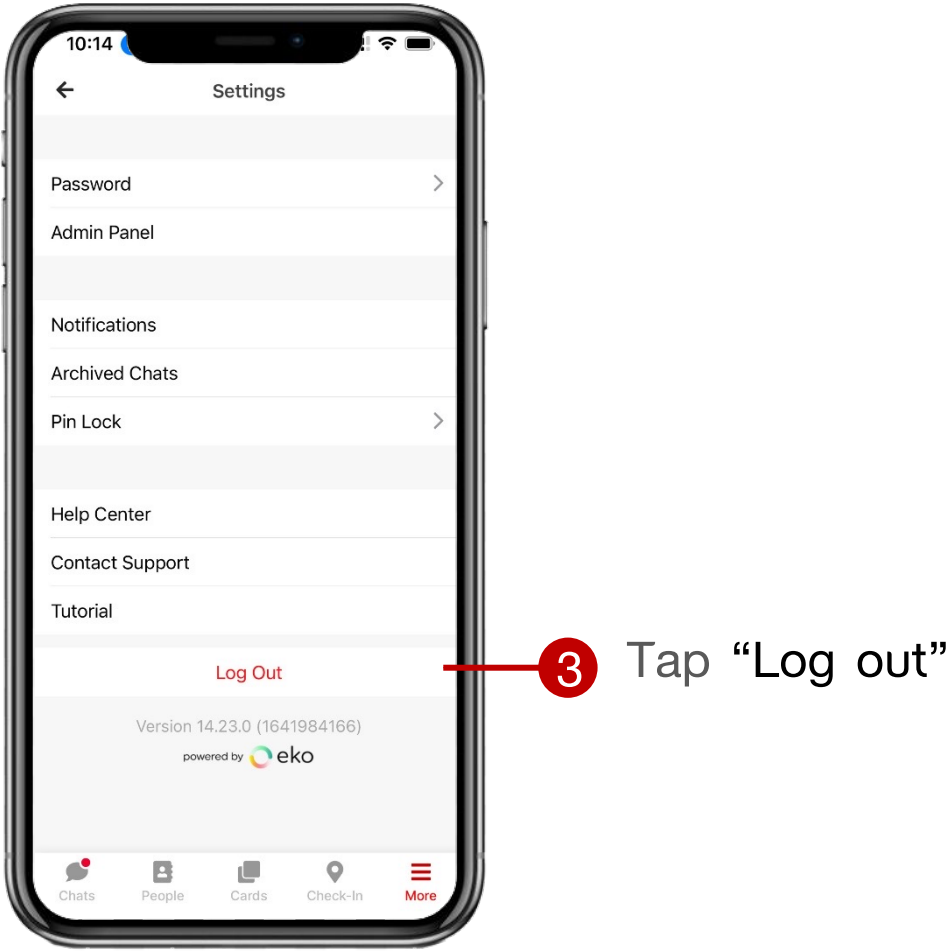 10:14
Settings
Password
Admin Panel
Notifications
Archived Chats
Pin Lock
Help Center
Contact Support
Tutorial
Log Out
3 Tap “Log out”
Version 14.23.0 (1641984166)
powered by eko
Chats People Cards Check-In More